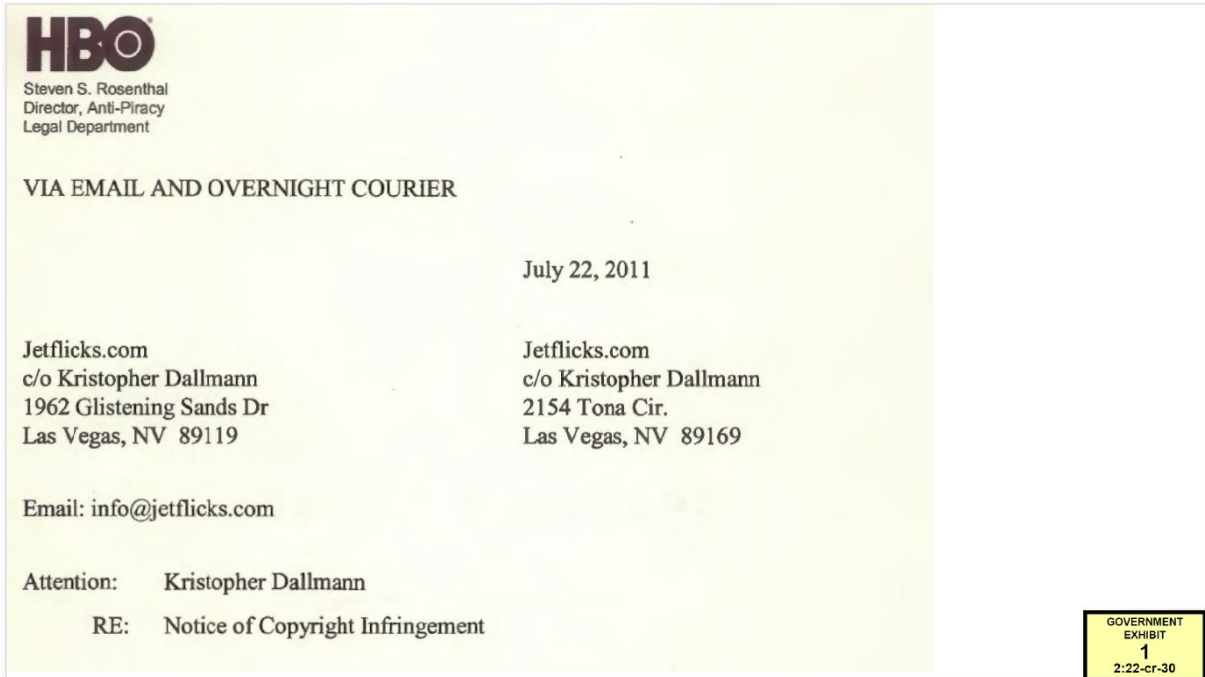 HBO
Steven S. Rosenthal
Director, Anti-Piracy
Legal Department
VIA EMAIL AND OVERNIGHT COURIER
July 22, 2011
Jetflicks.com
c/o Kristopher Dallmann
1962 Glistening Sands Dr
Las Vegas, NV 89119
Jetflicks.com
c/o Kristopher Dallmann
2154 Tona Cir.
Las Vegas, NV 89169
Email: info@jetflicks.com
Attention: Kristopher Dallmann
RE: Notice of Copyright Infringement
GOVERNMENT
EXHIBIT
1
2:22-cr-30